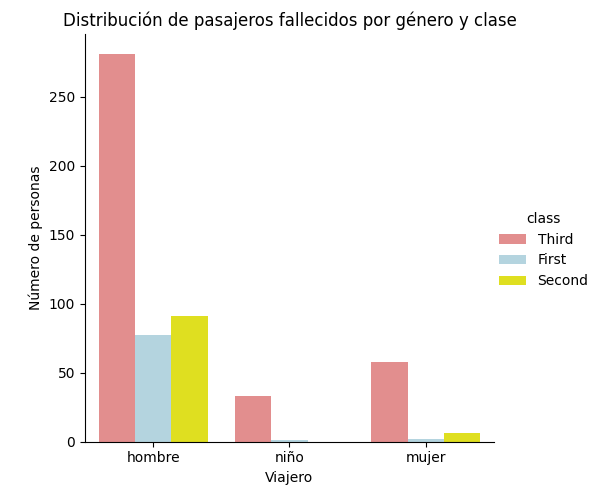 Distribución de pasajeros fallecidos por género y clase
Número de personas
250
200
150
100
50
0
hombre niño mujer
Viajero
class
Third
First
Second